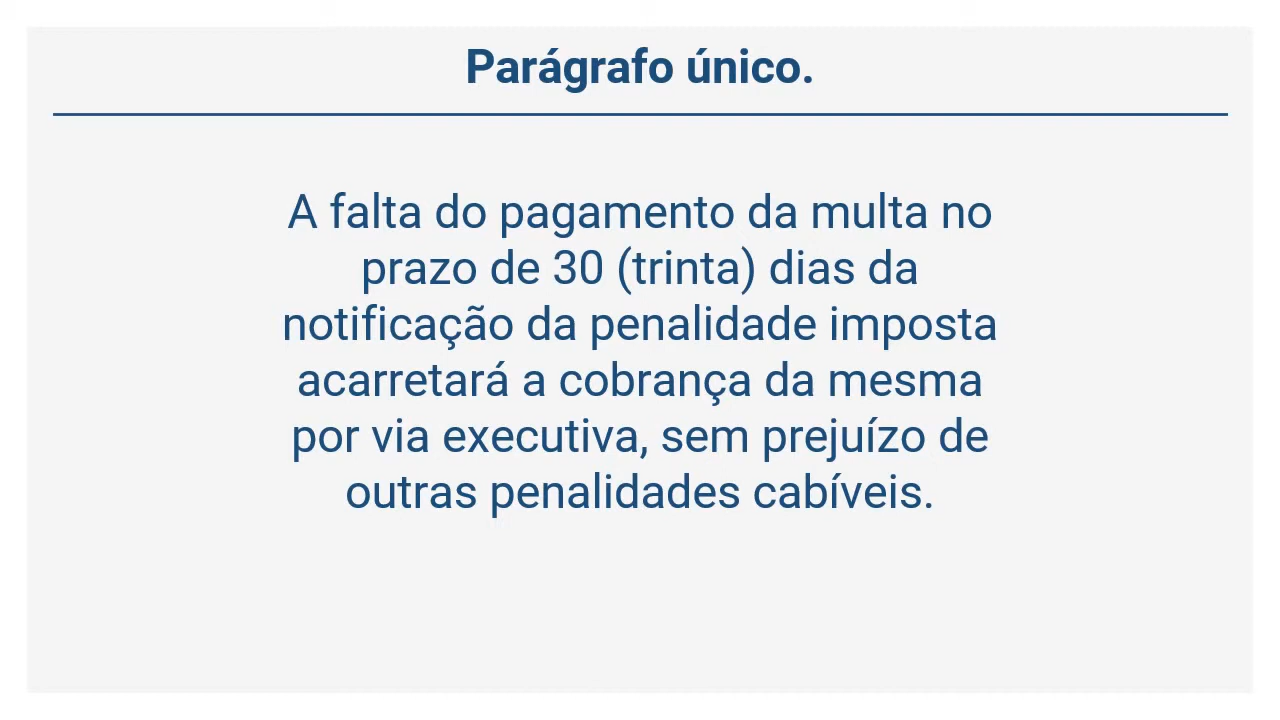 Parágrafo único.
A falta do pagamento da multa no
prazo de 30 (trinta) dias da
notificação da penalidade imposta
acarretará a cobrança da mesma
por via executiva, sem prejuízo de
outras penalidades cabíveis.